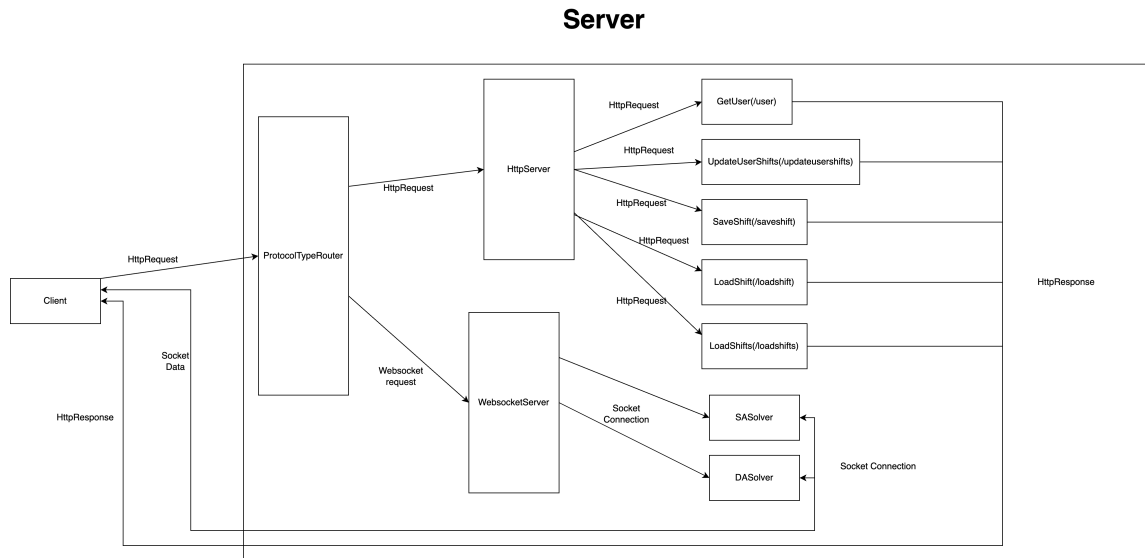 Server
HttpRequest
GetUser(/user)
HttpRequest
UpdateUserShifts(/updateusershifts)
HttpServer
HttpRequest
HttpRequest
SaveShift(/saveshift)
HttpRequest
ProtocolTypeRouter
HttpRequest
LoadShift(/loadshift)
HttpResponse
Client
HttpRequest
LoadShifts(/loadshifts)
Socket
Data
Websocket
request
WebsocketServer
Socket
Connection
HttpResponse
SASolver
Socket Connection
DASolver